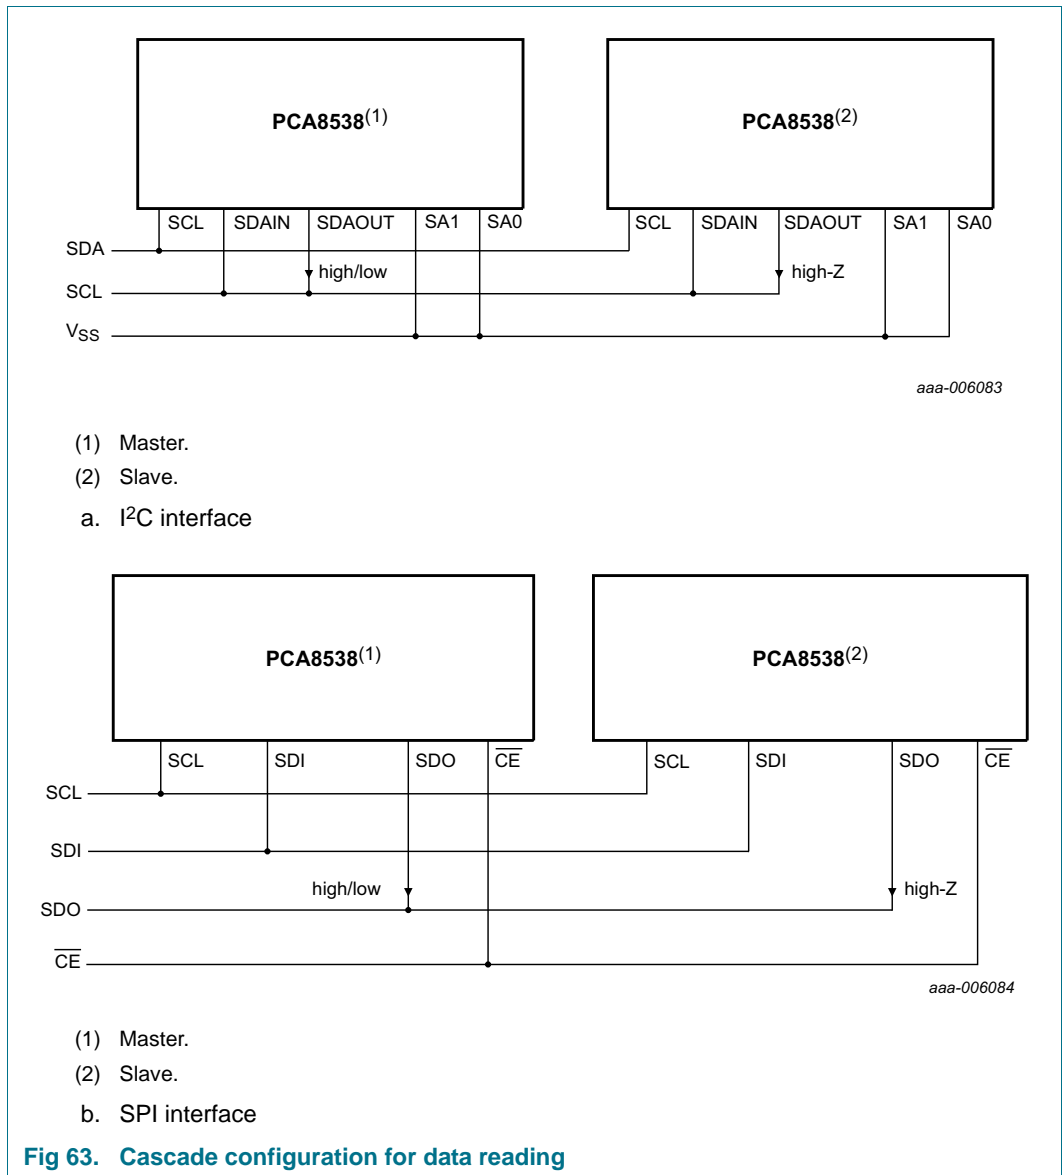 PCA8538(1) PCA8538(2)
SCL SDAIN SDAOUT SA1 SA0 SCL SDAIN SDAOUT SA1 SA0
SDA
high/low high-Z
SCL
VSS
aaa-006083
(1) Master.
(2) Slave.
a. I2C interface
PCA8538(1) PCA8538(2)
SCL SDI SDO CE SCL SDI SDO CE
SCL
SDI
high/low high-Z
SDO
CE
aaa-006084
(1) Master.
(2) Slave.
b. SPI interface
Fig 63. Cascade configuration for data reading